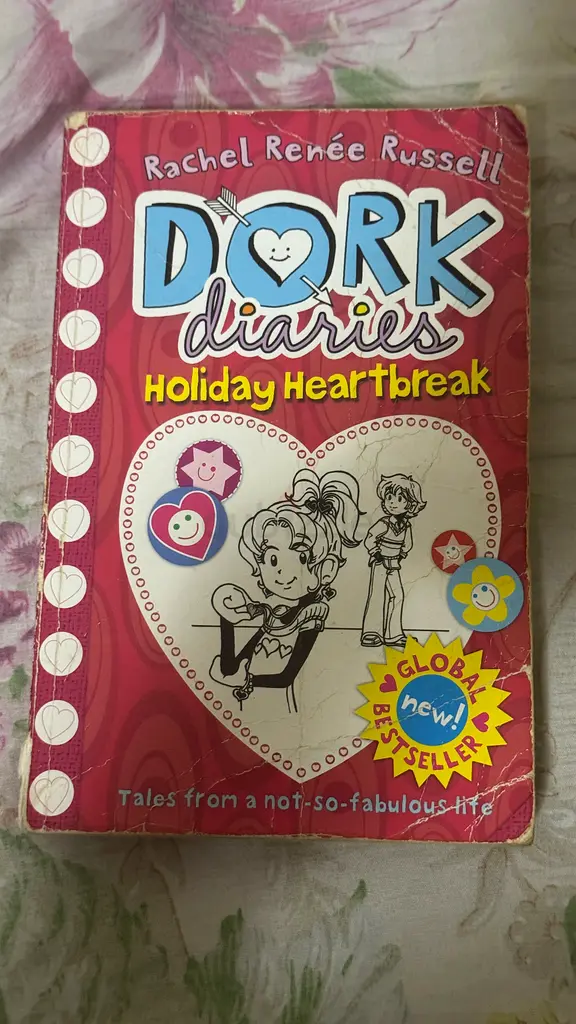 Rachel Renée Russell
DORK
diaries
Holiday Heartbreak
GLOBAL
new!
BESTSELLER
Tales from a not-so-fabulous life